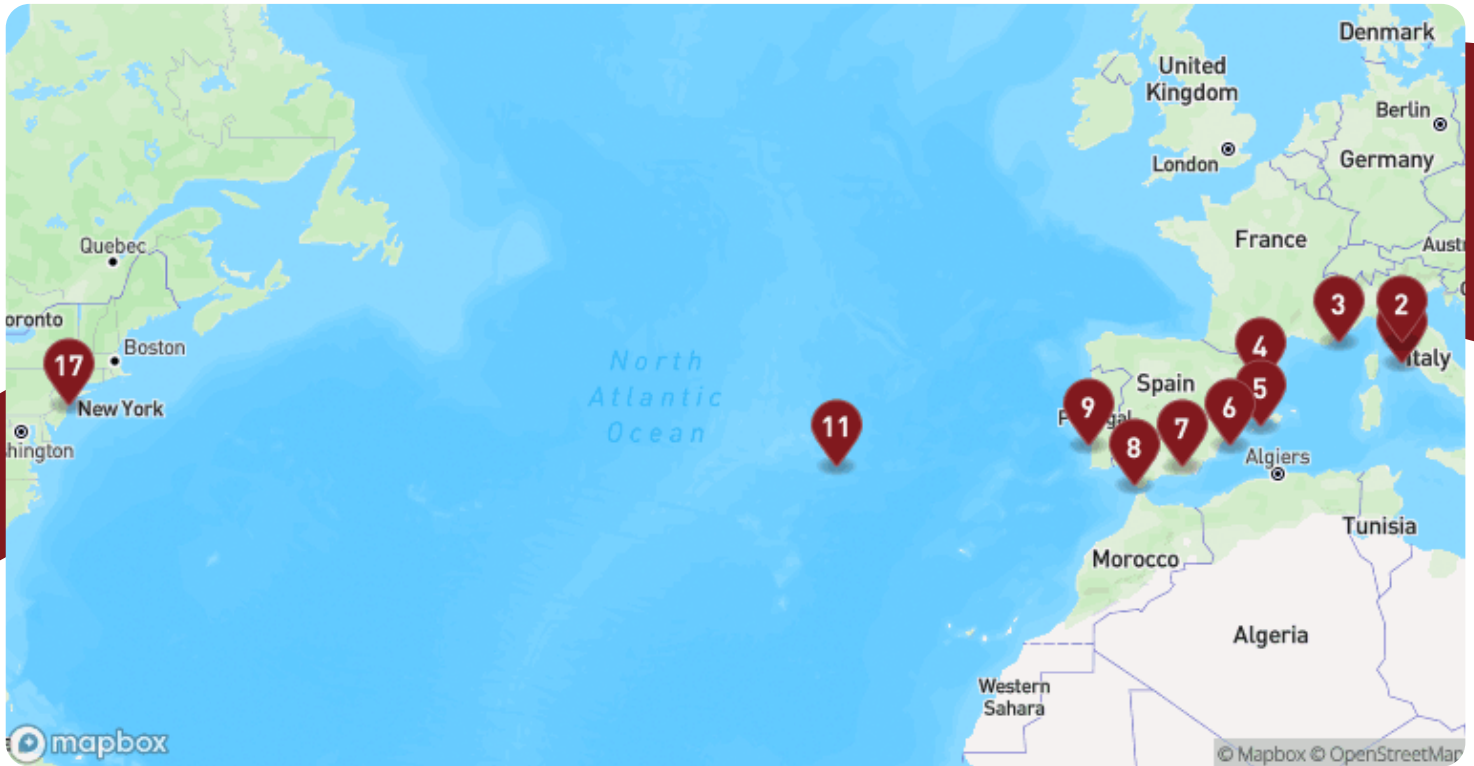 Denmark
United
Kingdom
Berlin
London
Germany
Quebec
France
Aust
oronto
3
2
Boston
17
4
Italy
North
Atlantic
Ocean
Spain
5
New York
9
6
11
7
8
hington
Algiers
Tunisia
Morocco
Algeria
Western
Sahara
mapbox
© Mapbox © OpenStreetMap